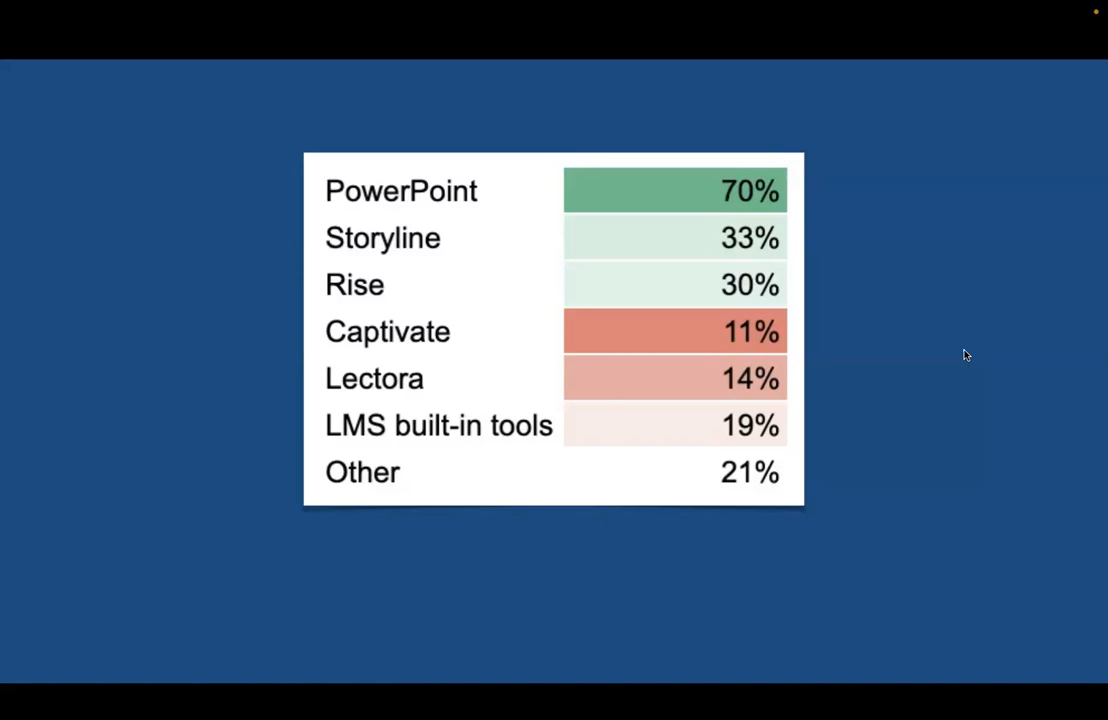 PowerPoint 70%
Storyline 33%
Rise 30%
Captivate 11%
Lectora 14%
LMS built-in tools 19%
Other 21%